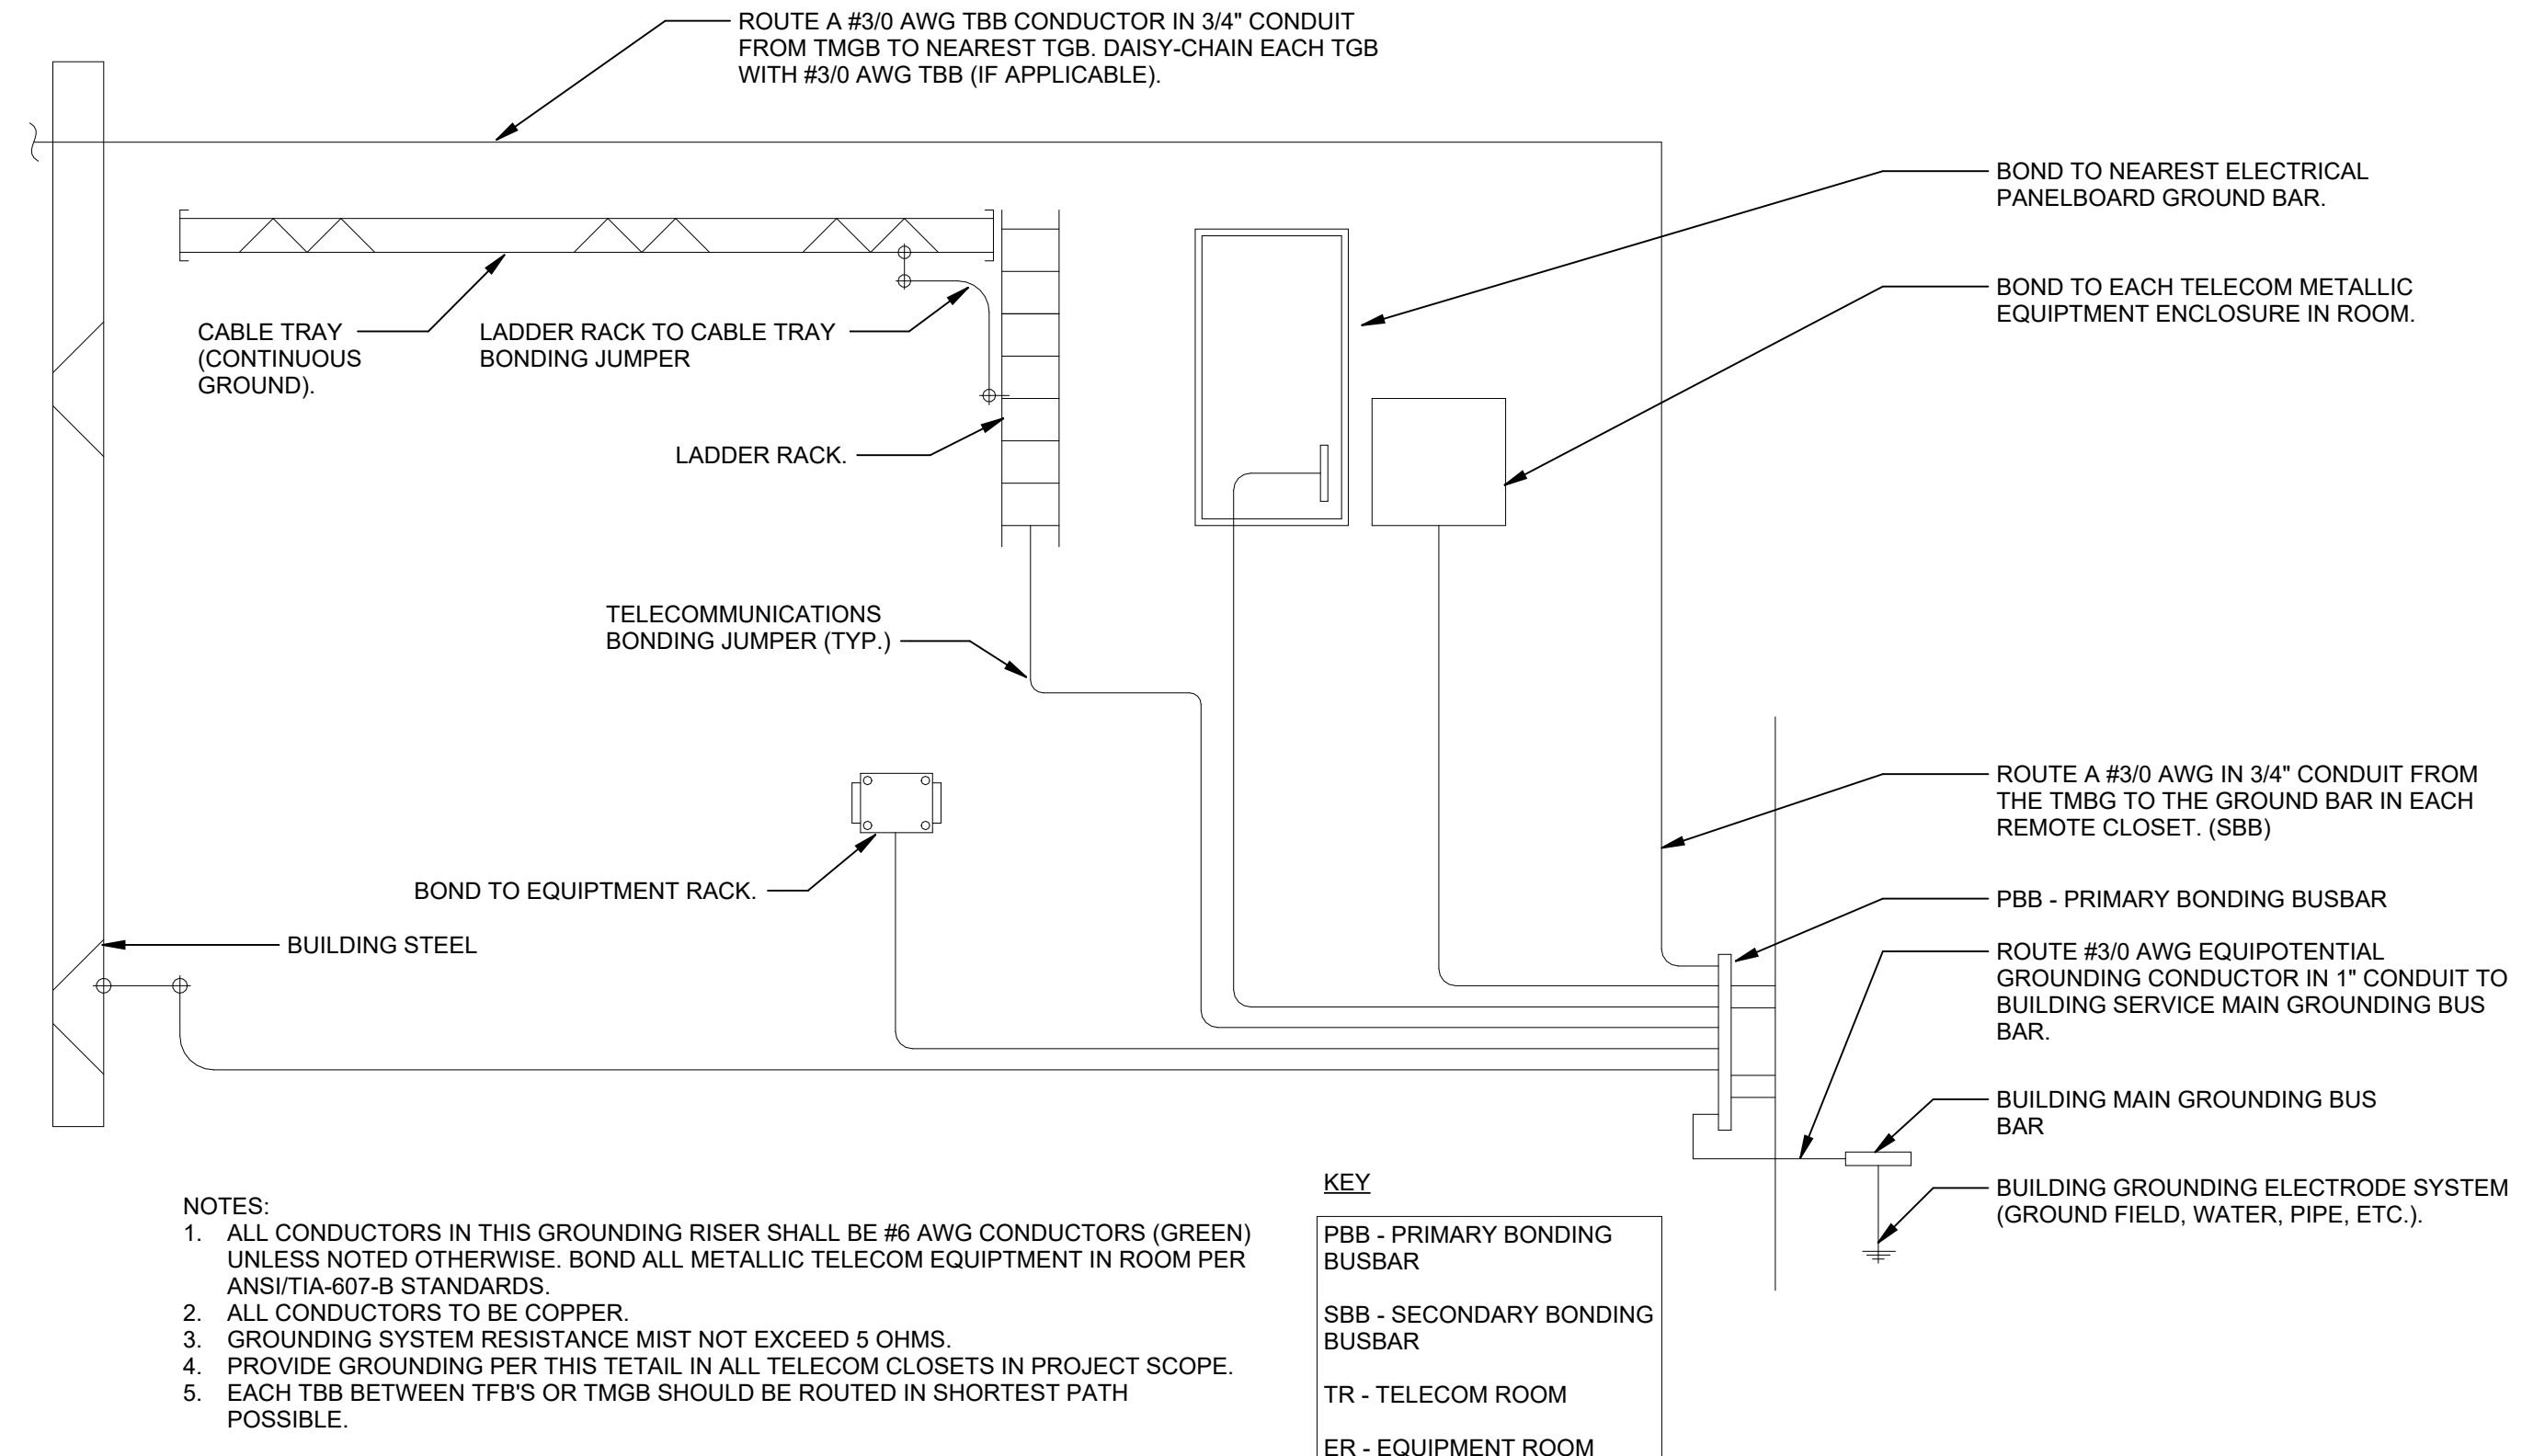 ROUTE A #3/0 AWG TBB CONDUCTOR IN 3/4" CONDUIT
FROM TMGB TO NEAREST TGB. DAISY-CHAIN EACH TGB
WITH #3/0 AWG TBB (IF APPLICABLE).
BOND TO NEAREST ELECTRICAL
PANELBOARD GROUND BAR.
BOND TO EACH TELECOM METALLIC
EQUIPTMENT ENCLOSURE IN ROOM.
CABLE TRAY
(CONTINUOUS
GROUND).
LADDER RACK TO CABLE TRAY
BONDING JUMPER
LADDER RACK.
TELECOMMUNICATIONS
BONDING JUMPER (TYP.)
ROUTE A #3/0 AWG IN 3/4" CONDUIT FROM
THE TMBG TO THE GROUND BAR IN EACH
REMOTE CLOSET. (SBB)
BOND TO EQUIPTMENT RACK.
PBB - PRIMARY BONDING BUSBAR
BUILDING STEEL
ROUTE #3/0 AWG EQUIPOTENTIAL
GROUNDING CONDUCTOR IN 1" CONDUIT TO
BUILDING SERVICE MAIN GROUNDING BUS
BAR.
BUILDING MAIN GROUNDING BUS
BAR
BUILDING GROUNDING ELECTRODE SYSTEM
(GROUND FIELD, WATER, PIPE, ETC.).
NOTES:
1. ALL CONDUCTORS IN THIS GROUNDING RISER SHALL BE #6 AWG CONDUCTORS (GREEN)
UNLESS NOTED OTHERWISE. BOND ALL METALLIC TELECOM EQUIPTMENT IN ROOM PER
ANSI/TIA-607-B STANDARDS.
2. ALL CONDUCTORS TO BE COPPER.
3. GROUNDING SYSTEM RESISTANCE MIST NOT EXCEED 5 OHMS.
4. PROVIDE GROUNDING PER THIS TETAIL IN ALL TELECOM CLOSETS IN PROJECT SCOPE.
5. EACH TBB BETWEEN TFB'S OR TMGB SHOULD BE ROUTED IN SHORTEST PATH
POSSIBLE.
KEY
PBB - PRIMARY BONDING
BUSBAR
SBB - SECONDARY BONDING
BUSBAR
TR - TELECOM ROOM
ER - EQUIPMENT ROOM